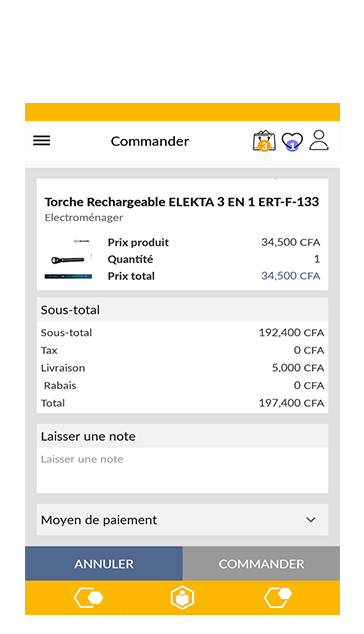 Commander
3
1
Torche Rechargeable ELEKTA 3 EN 1 ERT-F-133
Electroménager
Prix produit 34,500 CFA
Quantité 1
Prix total 34,500 CFA
Sous-total
Sous-total 192,400 CFA
Tax 0 CFA
Livraison 5,000 CFA
Rabais 0 CFA
Total 197,400 CFA
Laisser une note
Laisser une note
Moyen de paiement
ANNULER COMMANDER